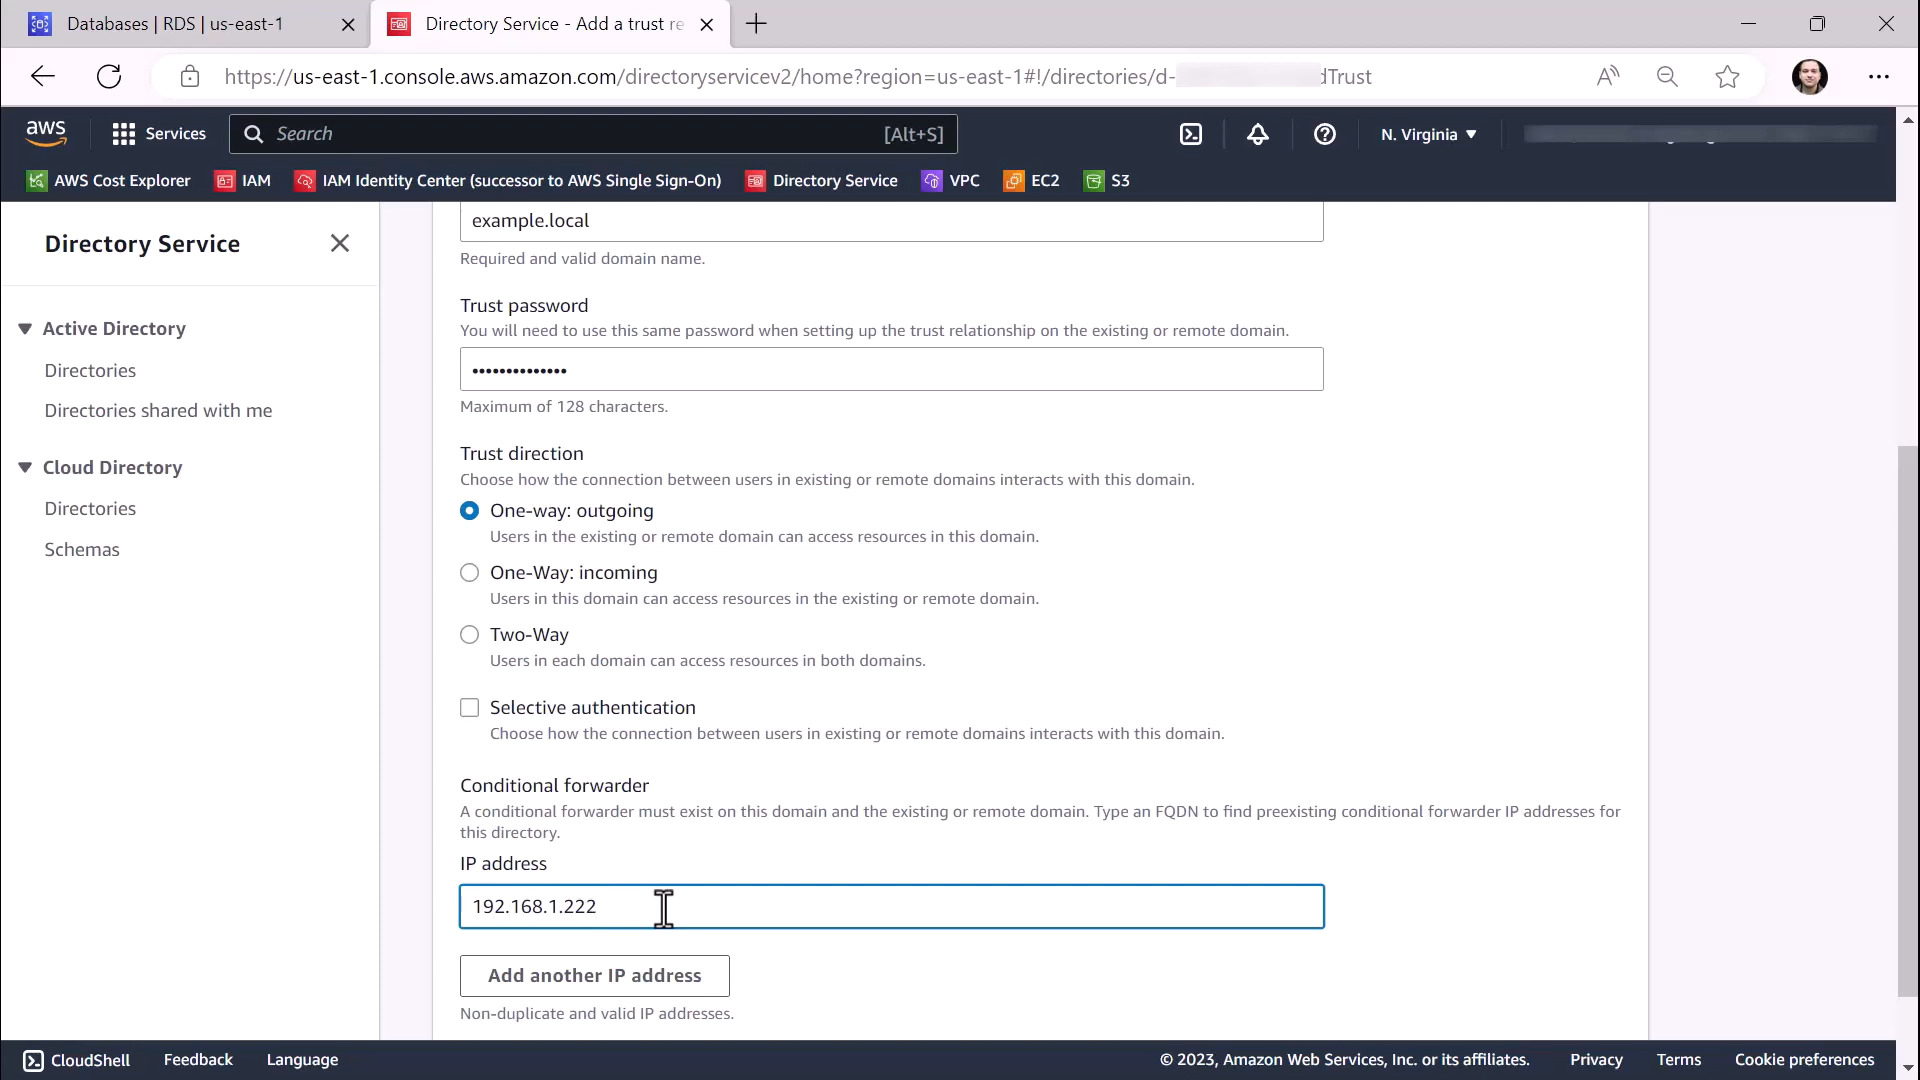 Databases | RDS | us-east-1
Directory Service - Add a trust re
https://us-east-1.console.aws.amazon.com/directoryservicev2/home?region=us-east-1#!/directories/d- dTrust
aws
Services
Search
[Alt+S]
N. Virginia
AWS Cost Explorer
IAM
IAM Identity Center (successor to AWS Single Sign-On)
Directory Service
VPC
EC2
S3
Directory Service
Active Directory
Directories
Directories shared with me
Cloud Directory
Directories
Schemas
example.local
Required and valid domain name.
Trust password
You will need to use this same password when setting up the trust relationship on the existing or remote domain.
••••••••••••••
Maximum of 128 characters.
Trust direction
Choose how the connection between users in existing or remote domains interacts with this domain.
One-way: outgoing
Users in the existing or remote domain can access resources in this domain.
One-Way: incoming
Users in this domain can access resources in the existing or remote domain.
Two-Way
Users in each domain can access resources in both domains.
Selective authentication
Choose how the connection between users in existing or remote domains interacts with this domain.
Conditional forwarder
A conditional forwarder must exist on this domain and the existing or remote domain. Type an FQDN to find preexisting conditional forwarder IP addresses for
this directory.
IP address
192.168.1.222
Add another IP address
Non-duplicate and valid IP addresses.
CloudShell
Feedback
Language
© 2023, Amazon Web Services, Inc. or its affiliates.
Privacy
Terms
Cookie preferences